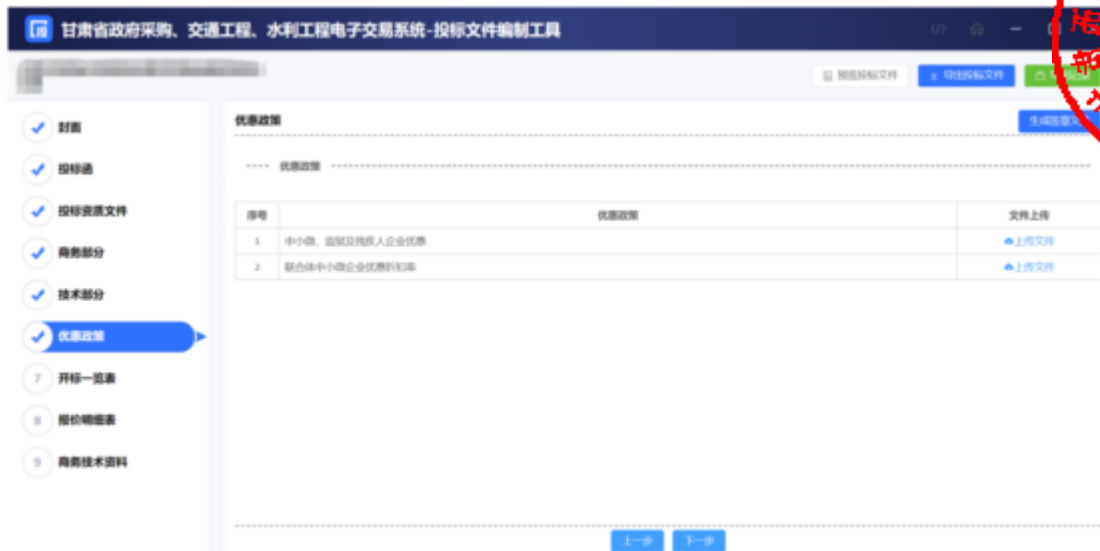 甘肃省政府采购、交通工程、水利工程电子交易系统-投标文件编制工具
预览投标文件
导出投标文件
封面
投标函
投标资质文件
商务部分
技术部分
优惠政策
7 开标一览表
8 报价明细表
9 商务技术资料
优惠政策
优惠政策
序号 优惠政策 文件上传
1 中小微、监狱及残疾人企业优惠 上传文件
2 联合体中小微企业优惠折扣率 上传文件
上一步 下一步